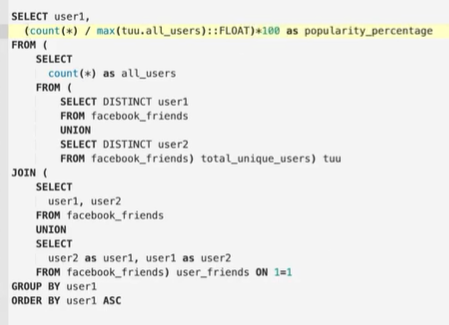 SELECT user1,
(count(*) / max(tuu.all_users)::FLOAT)*100 as popularity_percentage
FROM (
SELECT
count(*) as all_users
FROM (
SELECT DISTINCT user1
FROM facebook_friends
UNION
SELECT DISTINCT user2
FROM facebook_friends) total_unique_users) tuu
JOIN (
SELECT
user1, user2
FROM facebook_friends
UNION
SELECT
user2 as user1, user1 as user2
FROM facebook_friends) user_friends ON 1=1
GROUP BY user1
ORDER BY user1 ASC